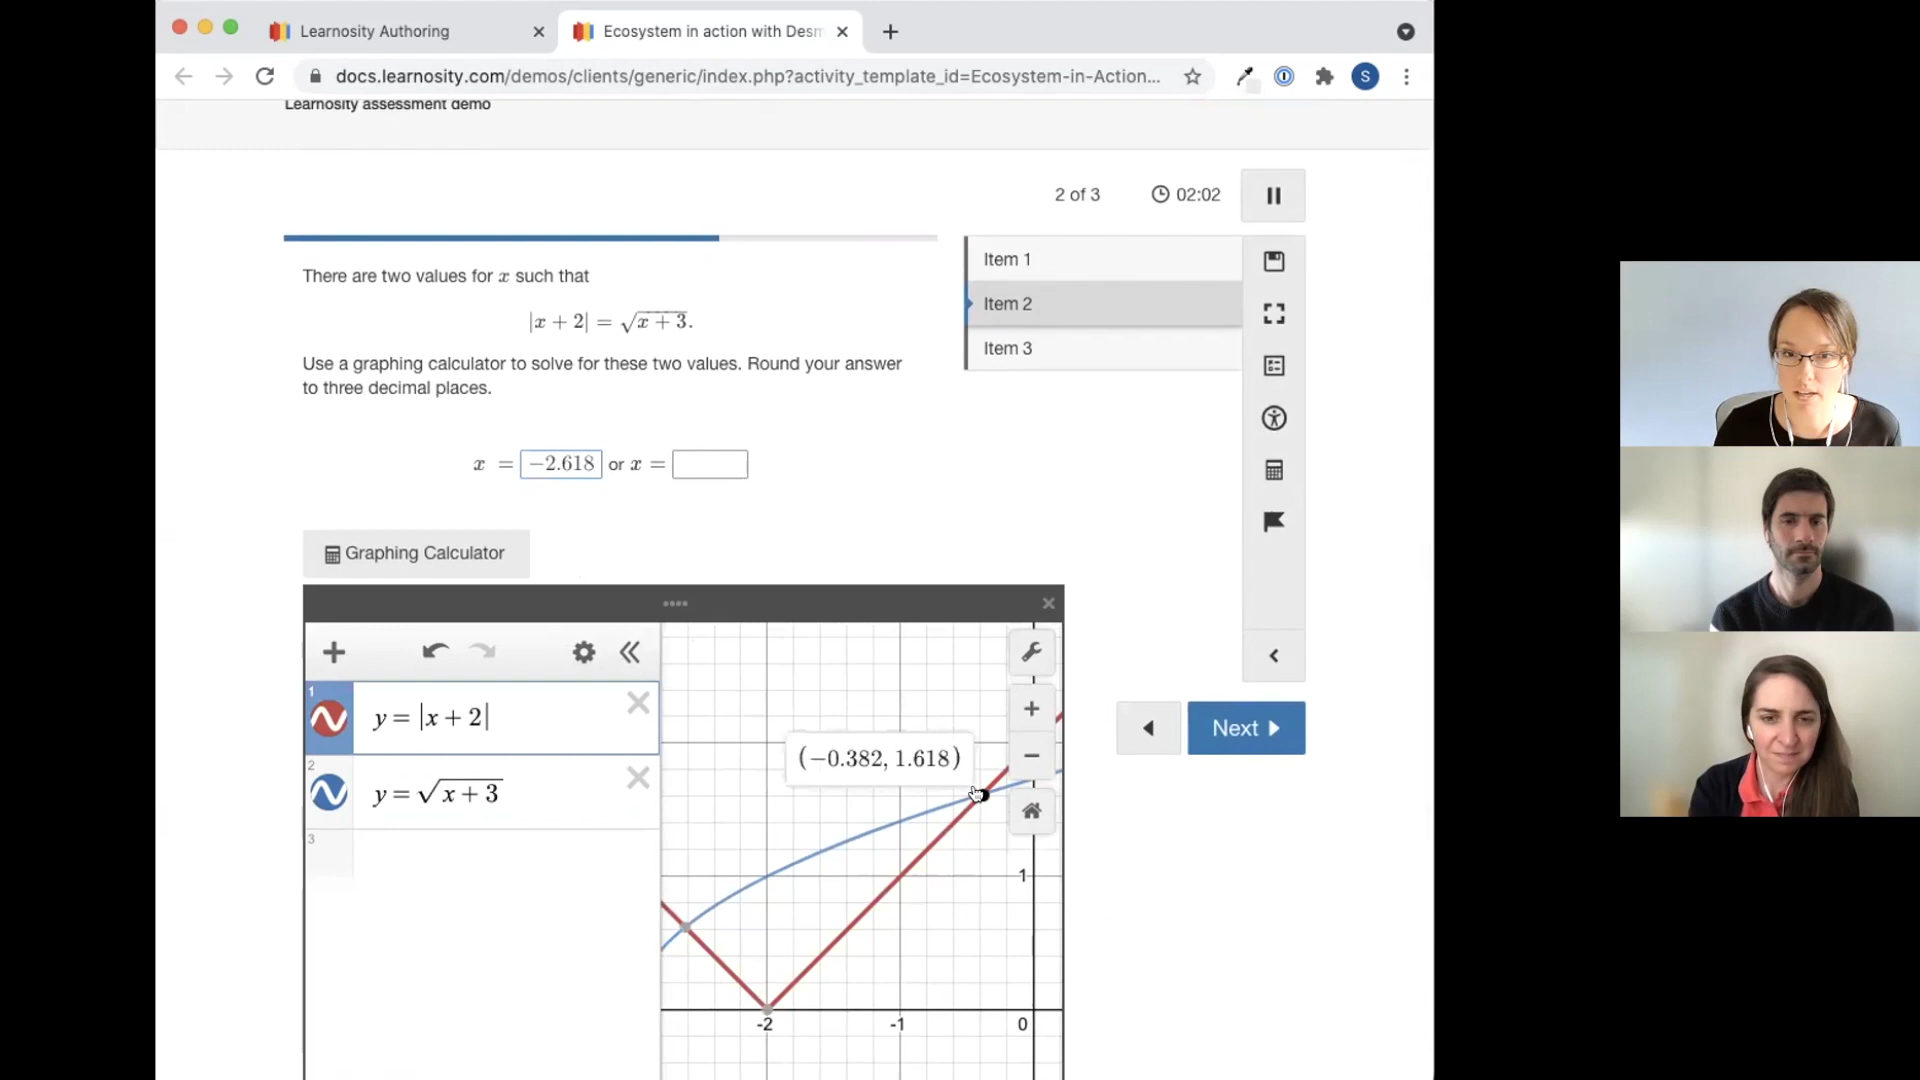 Learnosity Authoring
Ecosystem in action with Desm
docs.learnosity.com/demos/clients/generic/index.php?activity_template_id=Ecosystem-in-Action...
S
Learnosity assessment demo
2 of 3
02:02
There are two values for x such that
|x + 2| = √x + 3.
Use a graphing calculator to solve for these two values. Round your answer
to three decimal places.
x = −2.618 or x =
Item 1
Item 2
Item 3
Graphing Calculator
1
y = |x + 2|
2
y = √x + 3
3
(−0.382, 1.618)
1
-2
-1
0
Next